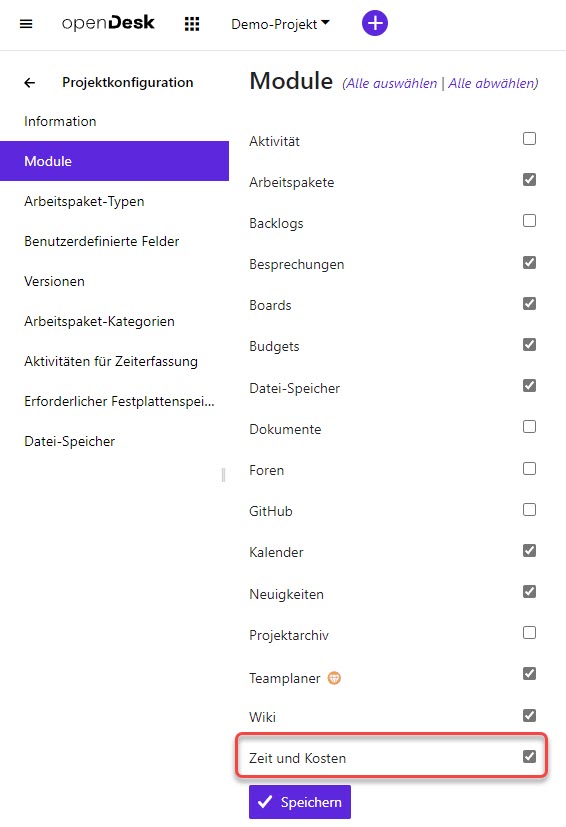 openDesk
Demo-Projekt
Projektkonfiguration
Information
Module
Arbeitspaket-Typen
Benutzerdefinierte Felder
Versionen
Arbeitspaket-Kategorien
Aktivitäten für Zeiterfassung
Erforderlicher Festplattenspei...
Datei-Speicher
Module (Alle auswählen | Alle abwählen)
Aktivität
Arbeitspakete
Backlogs
Besprechungen
Boards
Budgets
Datei-Speicher
Dokumente
Foren
GitHub
Kalender
Neuigkeiten
Projektarchiv
Teamplaner
Wiki
Zeit und Kosten
Speichern